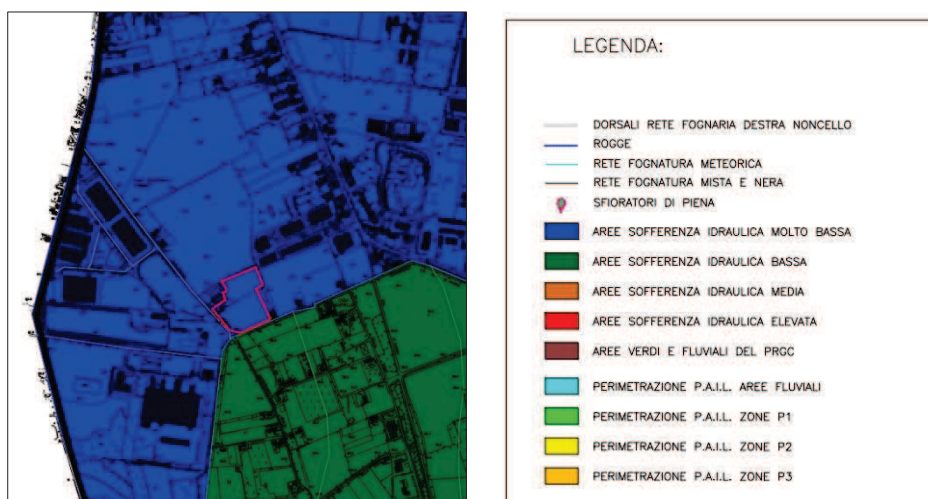 LEGENDA:
DORSALI RETE FOGNARIA DESTRA NONCELLO
ROGGE
RETE FOGNATURA METEORICA
RETE FOGNATURA MISTA E NERA
SFIORATORI DI PIENA
AREE SOFFERENZA IDRAULICA MOLTO BASSA
AREE SOFFERENZA IDRAULICA BASSA
AREE SOFFERENZA IDRAULICA MEDIA
AREE SOFFERENZA IDRAULICA ELEVATA
AREE VERDI E FLUVIALI DEL PRGC
PERIMETRAZIONE P.A.I.L. AREE FLUVIALI
PERIMETRAZIONE P.A.I.L. ZONE P1
PERIMETRAZIONE P.A.I.L. ZONE P2
PERIMETRAZIONE P.A.I.L. ZONE P3